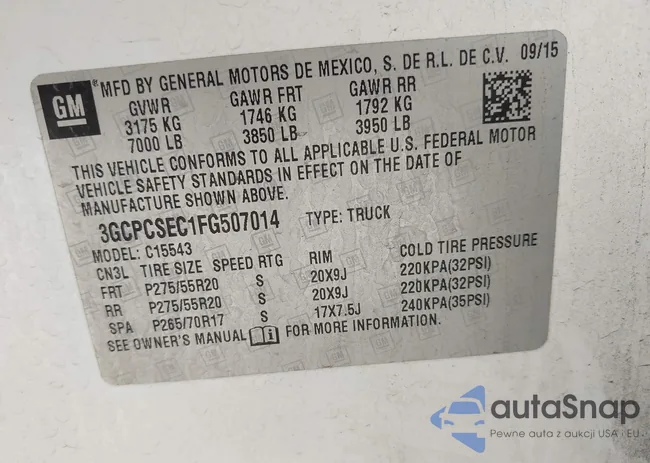 GM
MFD BY GENERAL MOTORS DE MEXICO, S. DE R.L. DE C.V. 09/15
GVWR GAWR FRT GAWR RR
3175 KG 1746 KG 1792 KG
7000 LB 3850 LB 3950 LB
THIS VEHICLE CONFORMS TO ALL APPLICABLE U.S. FEDERAL MOTOR
VEHICLE SAFETY STANDARDS IN EFFECT ON THE DATE OF
MANUFACTURE SHOWN ABOVE.
3GCPCSEC1FG507014 TYPE: TRUCK
MODEL: C15543
CN3L TIRE SIZE SPEED RTG RIM COLD TIRE PRESSURE
FRT P275/55R20 S 20X9J 220KPA(32PSI)
RR P275/55R20 S 20X9J 220KPA(32PSI)
SPA P265/70R17 S 17X7.5J 240KPA(35PSI)
SEE OWNER'S MANUAL FOR MORE INFORMATION.
autaSnap
Pewne auta z aukcji USA i EU